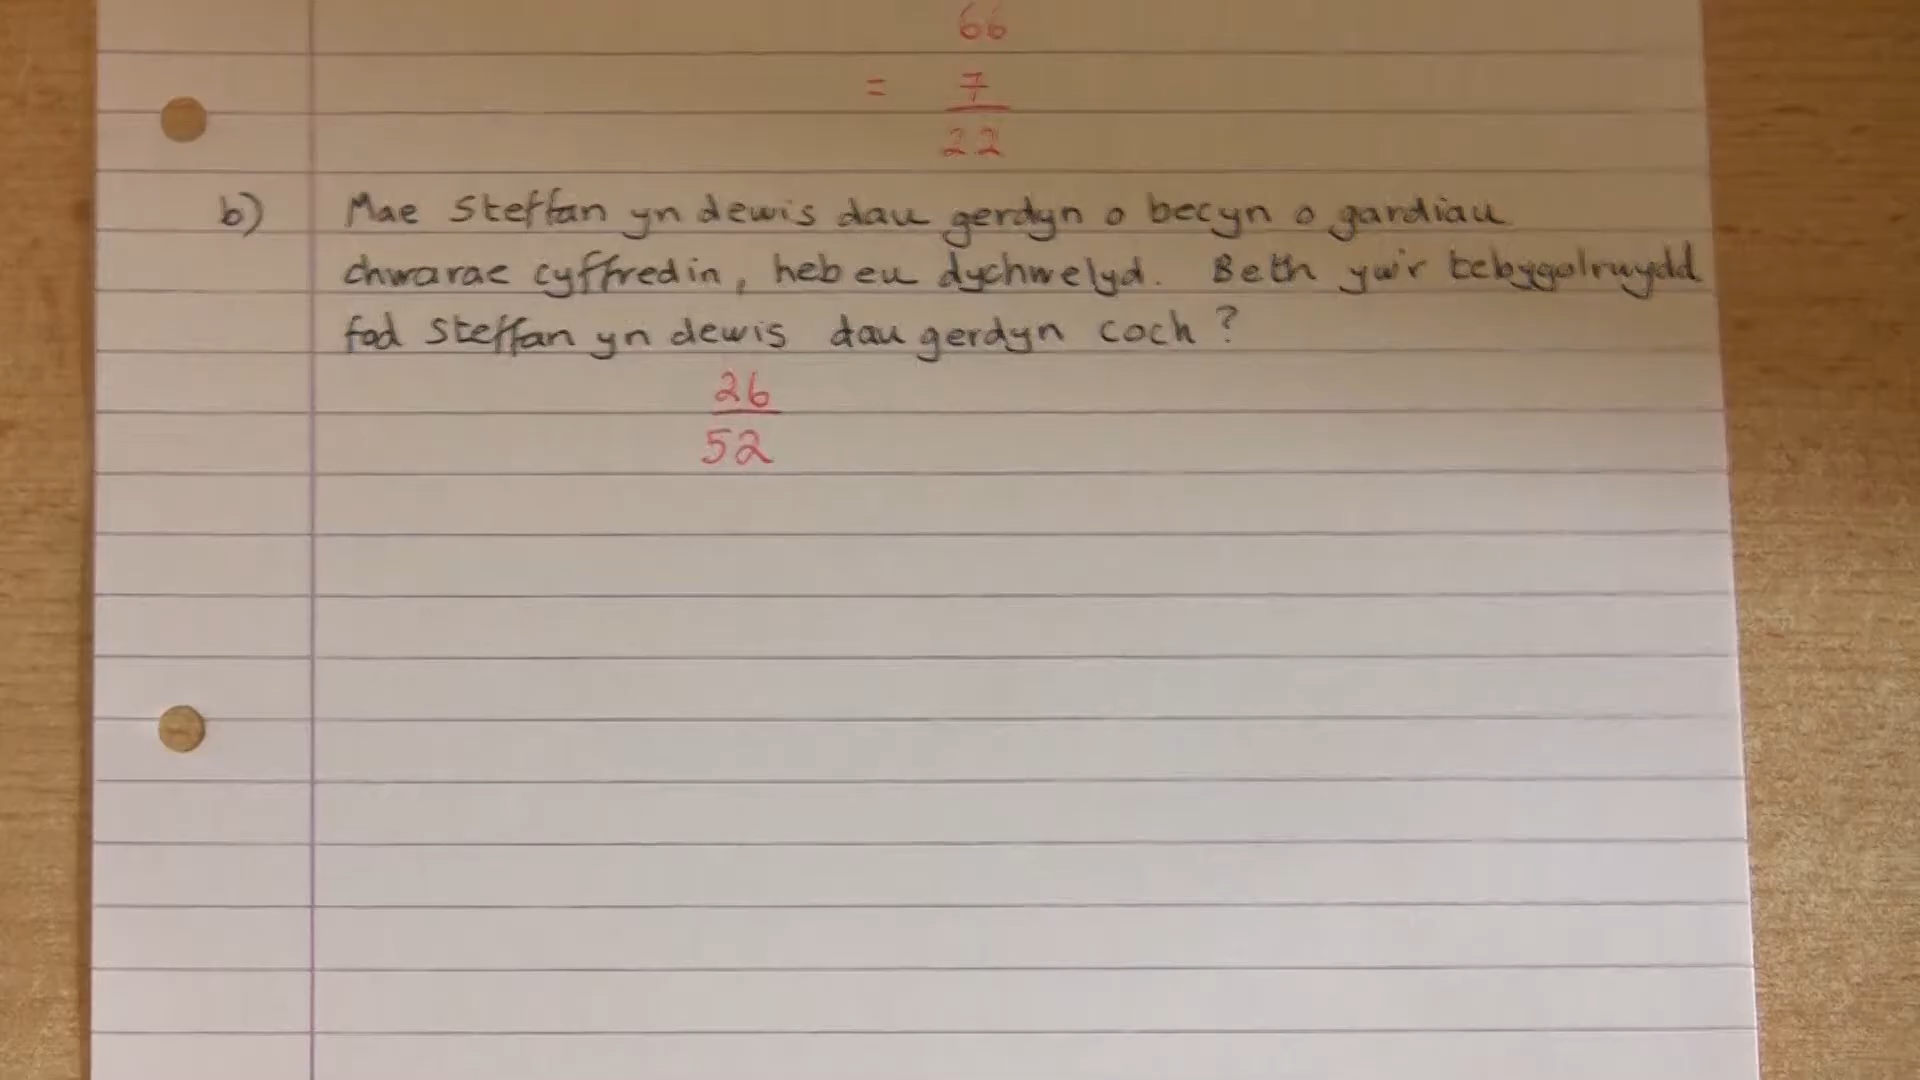 66
= 7
22
b) Mae Steffan yn dewis dau gerdyn o becyn o gardiau
chwarae cyffredin, heb eu dychwelyd. Beth yw'r tebygolrwydd
fod Steffan yn dewis dau gerdyn coch?
26
52